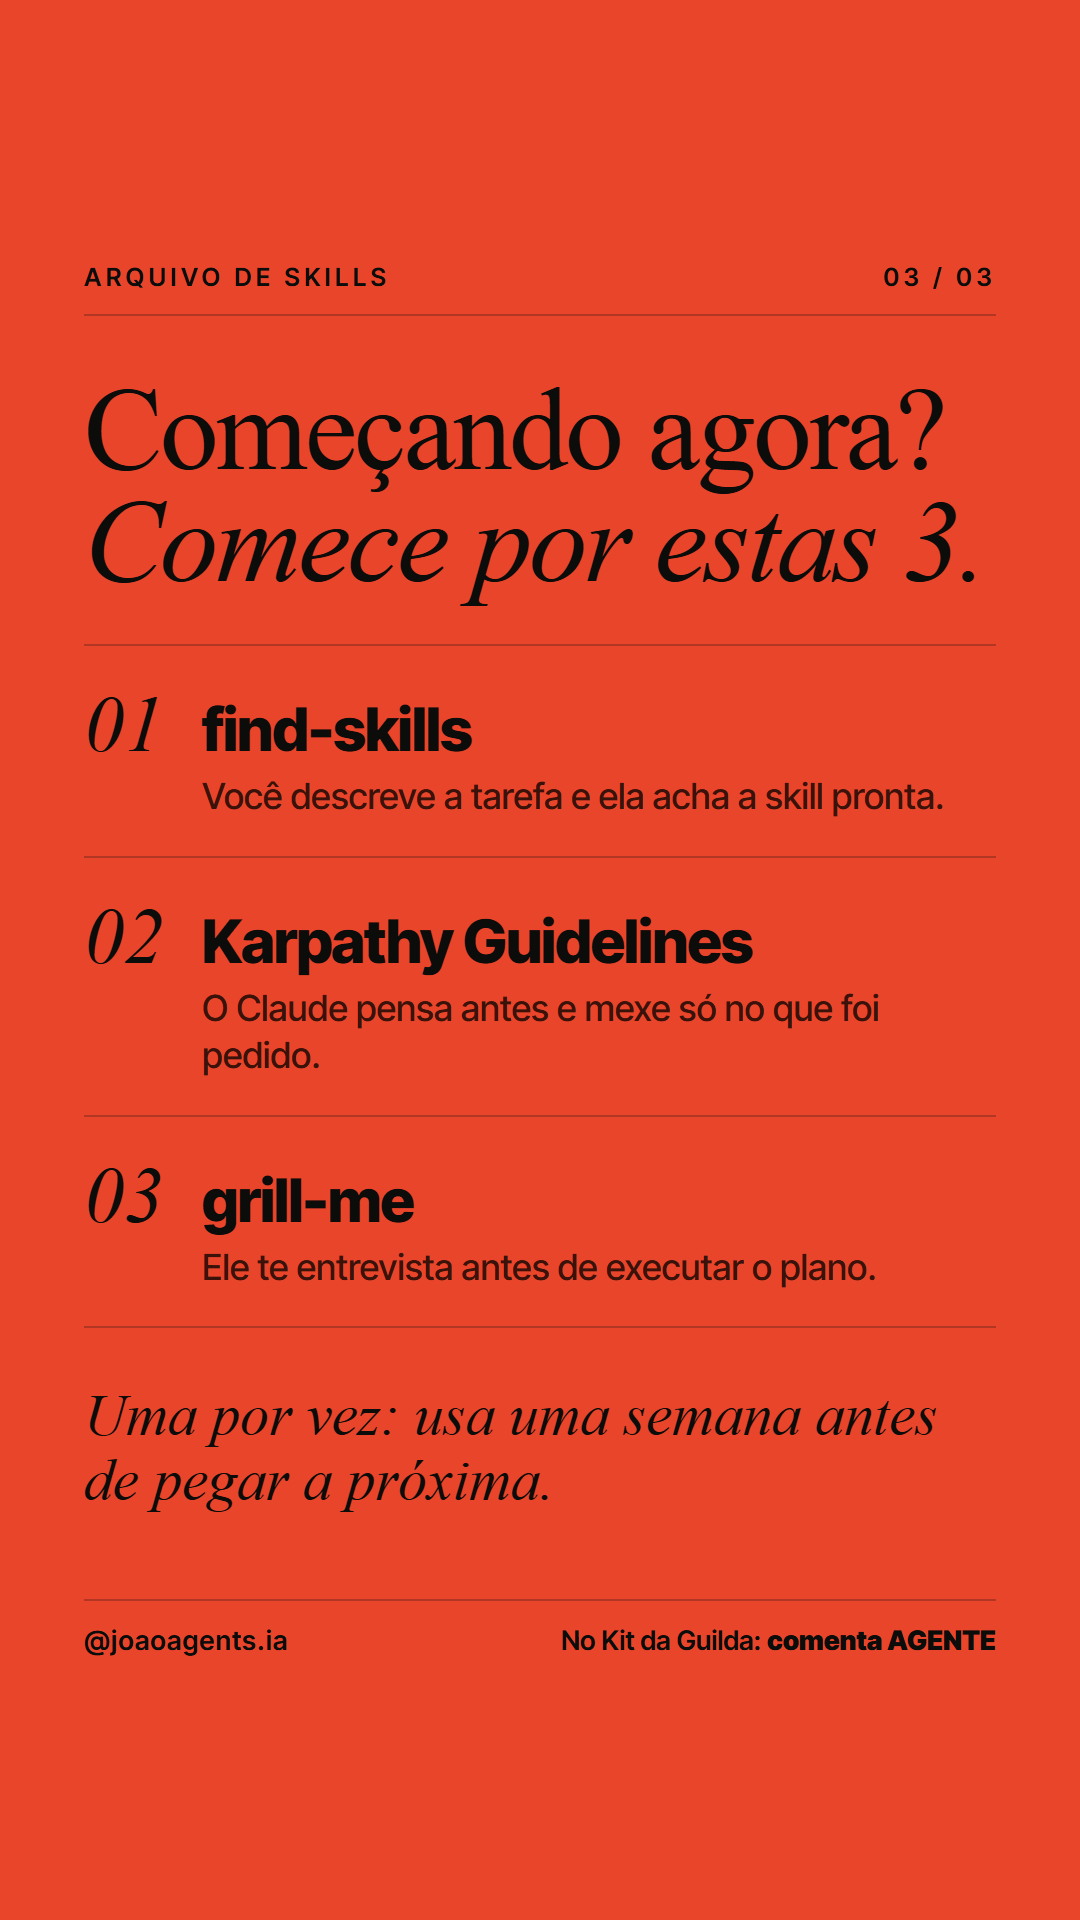 ARQUIVO DE SKILLS
03 / 03
Começando agora?
Comece por estas 3.
01 find-skills
Você descreve a tarefa e ela acha a skill pronta.
02 Karpathy Guidelines
O Claude pensa antes e mexe só no que foi
pedido.
03 grill-me
Ele te entrevista antes de executar o plano.
Uma por vez: usa uma semana antes
de pegar a próxima.
@joaoagents.ia
No Kit da Guilda: comenta AGENTE